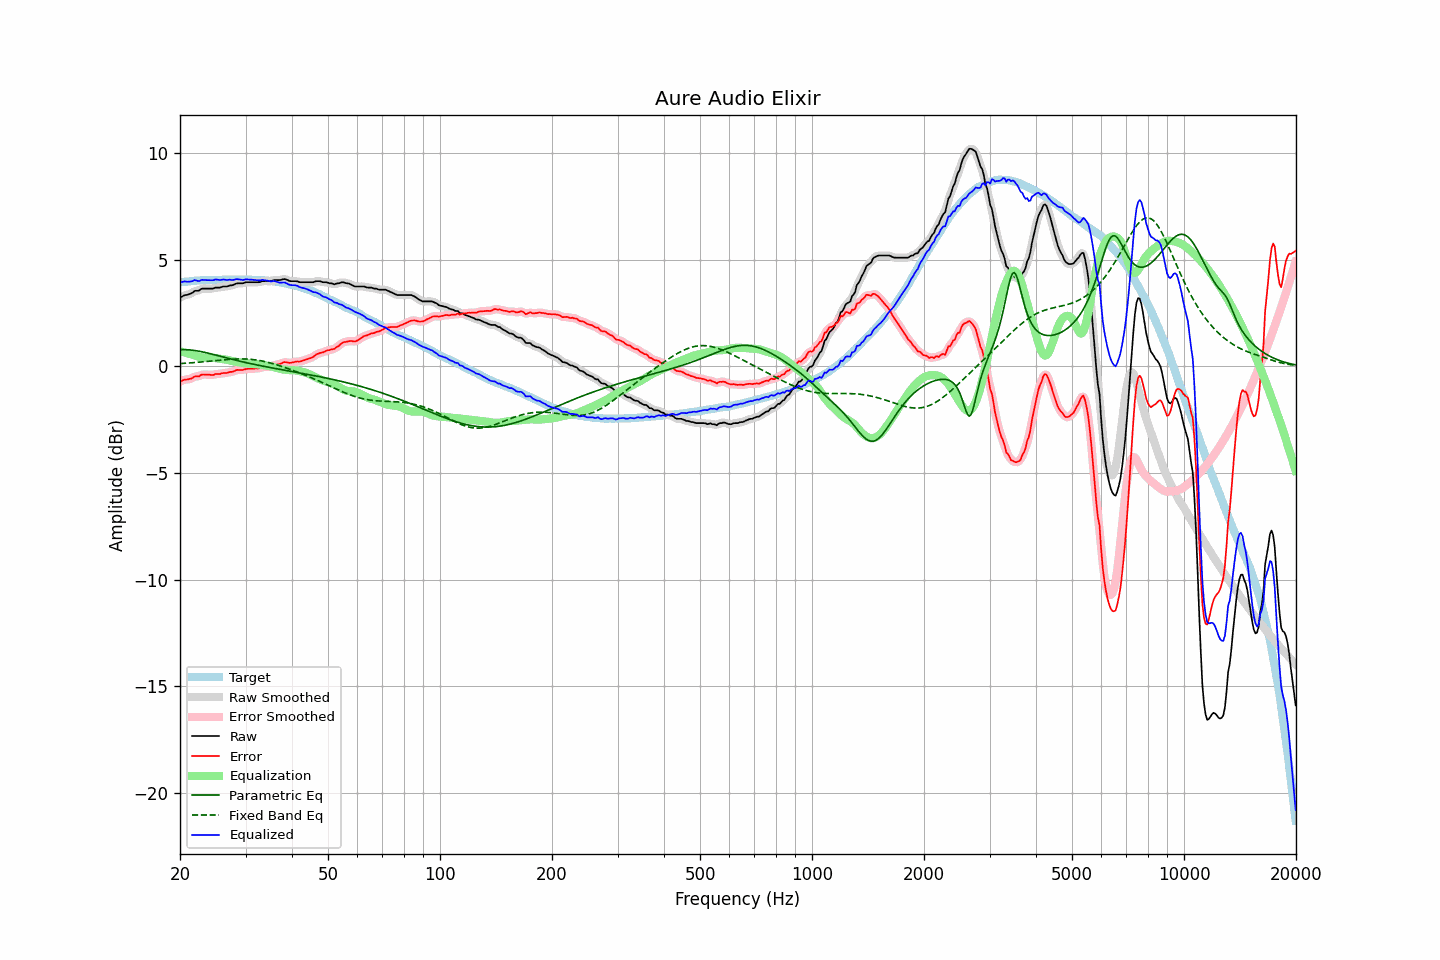 Aure Audio Elixir
Amplitude (dBr)
10
5
0
−5
−10
−15
−20
Target
Raw Smoothed
Error Smoothed
Raw
Error
Equalization
Parametric Eq
Fixed Band Eq
Equalized
20 50 100 200 500 1000 2000 5000 10000 20000
Frequency (Hz)